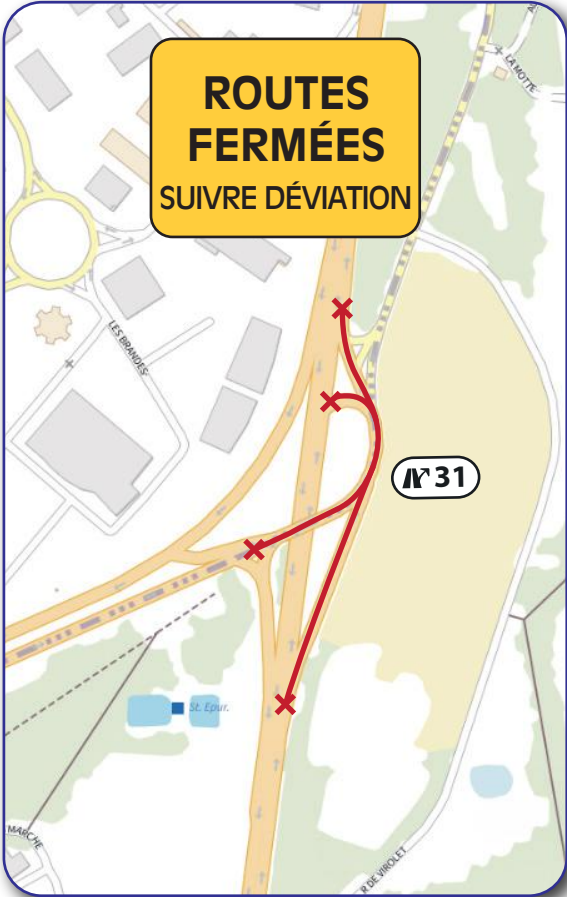 ROUTES
FERMÉES
SUIVRE DÉVIATION
LA MOTTE
LES BRANDES
31
St. Epur.
MARCHE
R DE VIROLET